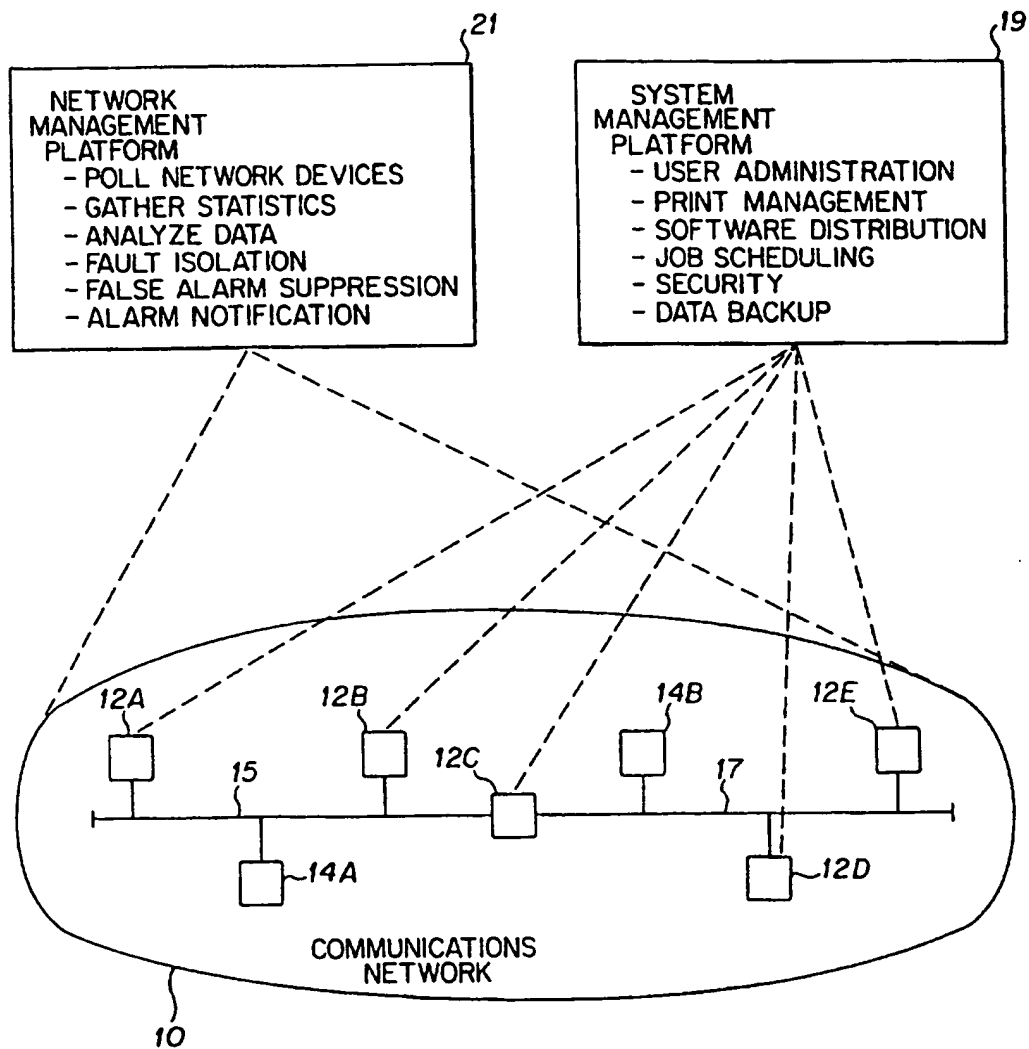 21
NETWORK
MANAGEMENT
PLATFORM
- POLL NETWORK DEVICES
- GATHER STATISTICS
- ANALYZE DATA
- FAULT ISOLATION
- FALSE ALARM SUPPRESSION
- ALARM NOTIFICATION
19
SYSTEM
MANAGEMENT
PLATFORM
- USER ADMINISTRATION
- PRINT MANAGEMENT
- SOFTWARE DISTRIBUTION
- JOB SCHEDULING
- SECURITY
- DATA BACKUP
12A
12B
14B
12E
12C
15
17
14A
12D
COMMUNICATIONS
NETWORK
10